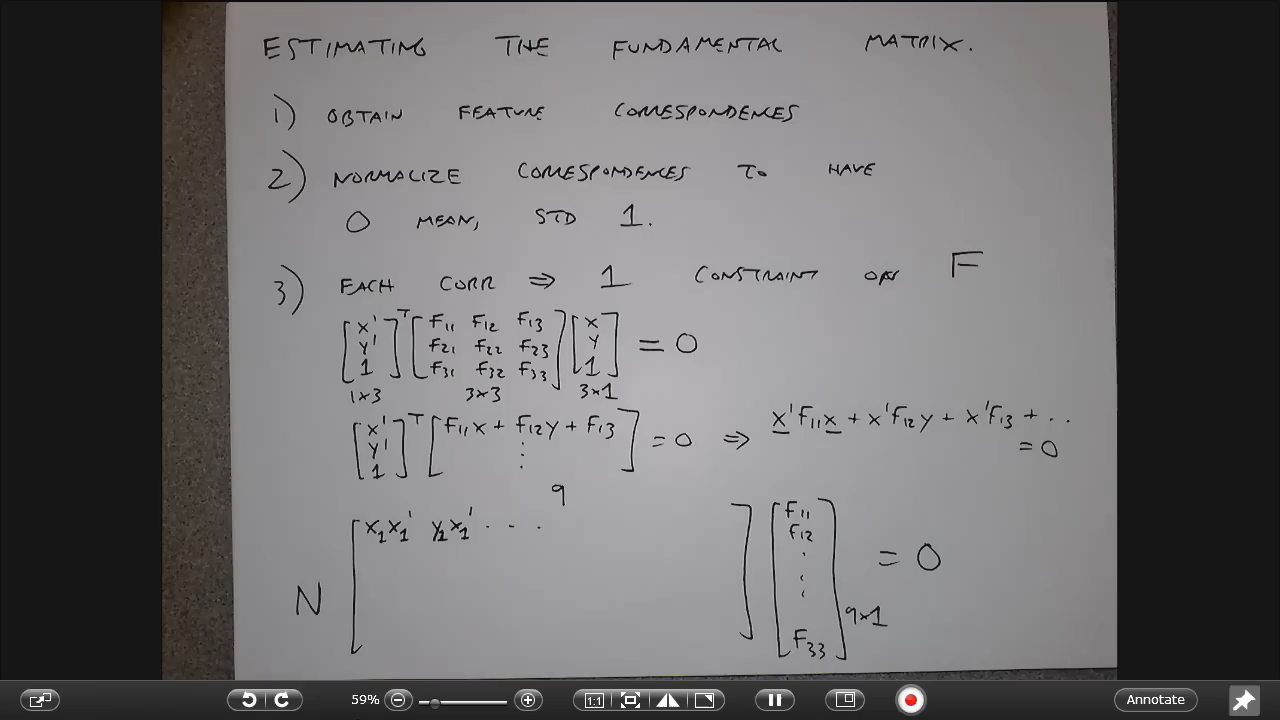 ESTIMATING THE FUNDAMENTAL MATRIX.
1) OBTAIN FEATURE CORRESPONDENCES
2) NORMALIZE CORRESPONDENCES TO HAVE
0 MEAN, STD 1.
3) EACH CORR ⇒ 1 CONSTRAINT ON F
[x' y' 1]ᵀ [F11 F12 F13
F21 F22 F23
F31 F32 F33] [x y 1] = 0
1×3 3×3 3×1
[x' y' 1]ᵀ [F11x + F12y + F13 ⋮] = 0 ⇒ x'F11x + x'F12y + x'F13 + ..
= 0
9
N [x1x1' y1x1' . . .] [F11 F12 . . . F33] 9×1 = 0
59% 1:1 Annotate